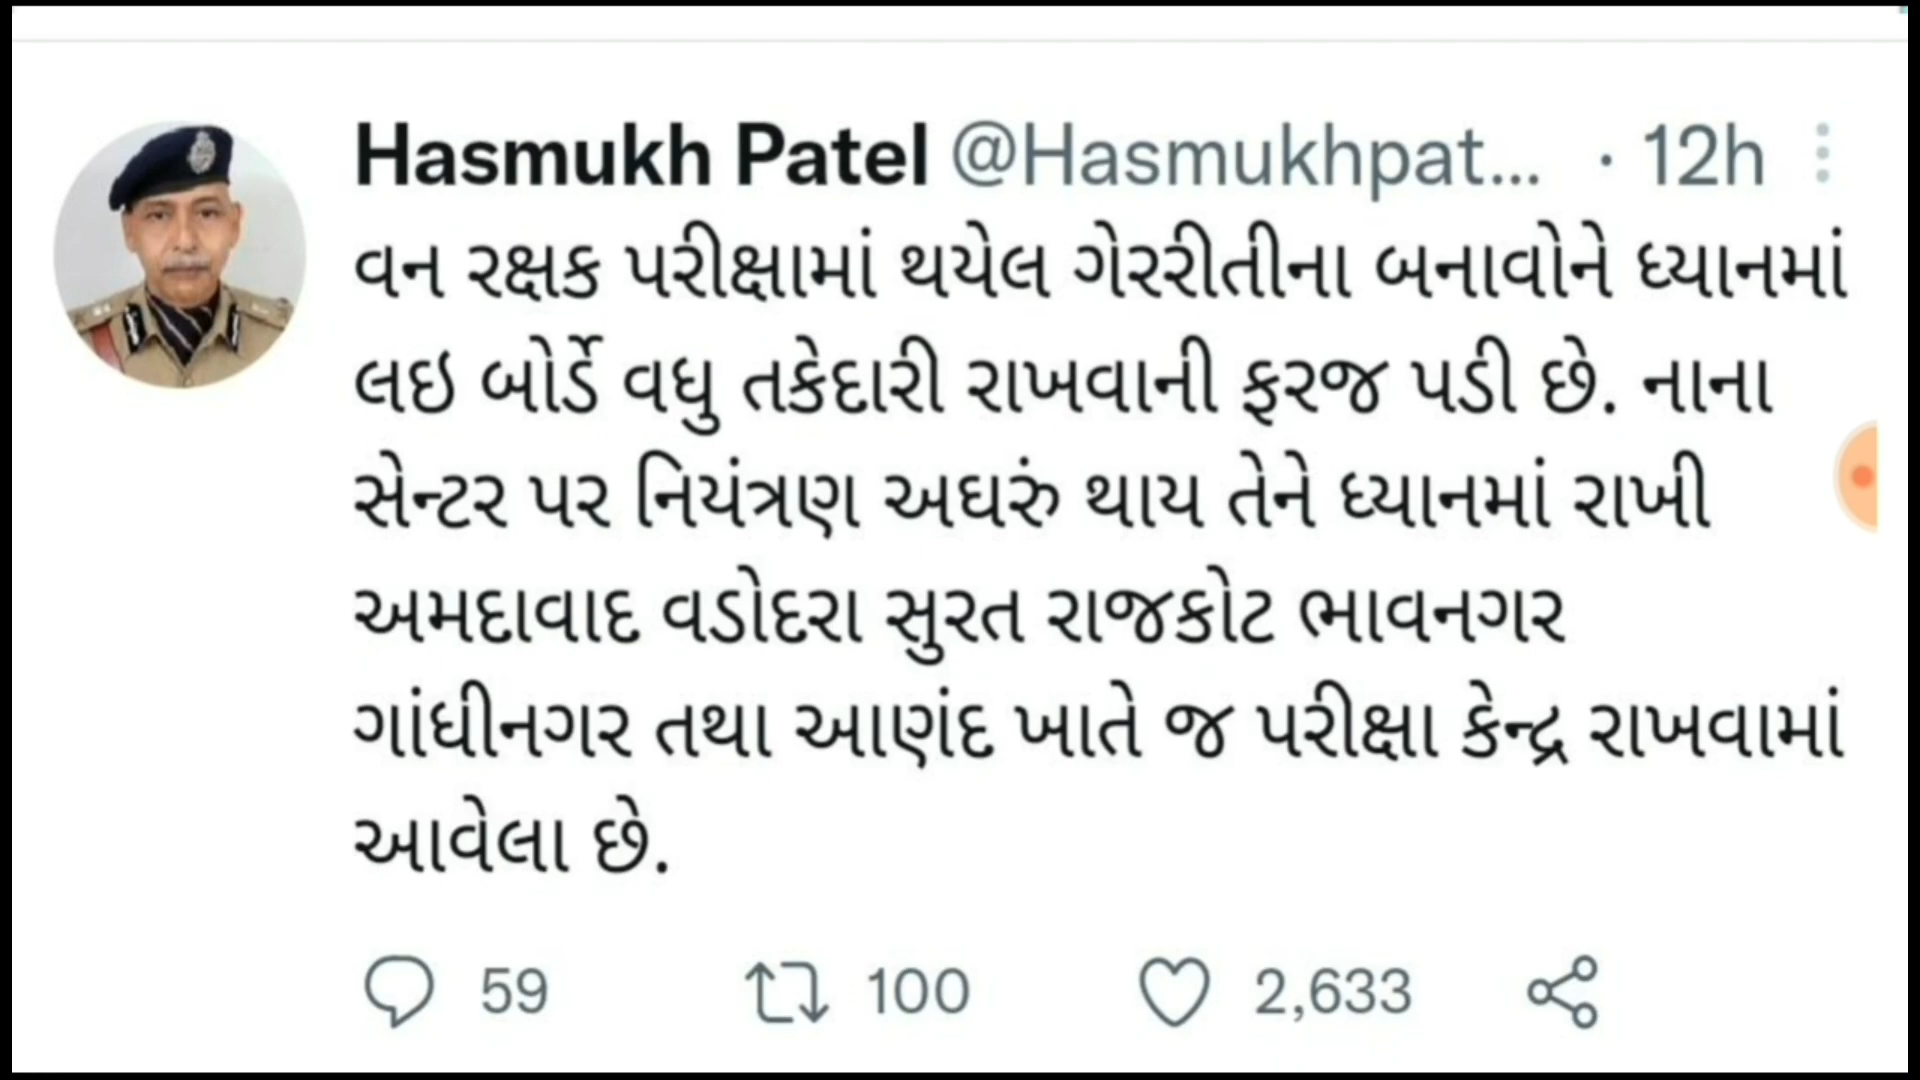 Hasmukh Patel @Hasmukhpat... · 12h
વન રક્ષક પરીક્ષામાં થયેલ ગેરરીતીના બનાવોને ધ્યાનમાં
લઇ બોર્ડે વધુ તકેદારી રાખવાની ફરજ પડી છે. નાના
સેન્ટર પર નિયંત્રણ અઘરું થાય તેને ધ્યાનમાં રાખી
અમદાવાદ વડોદરા સુરત રાજકોટ ભાવનગર
ગાંધીનગર તથા આણંદ ખાતે જ પરીક્ષા કેન્દ્ર રાખવામાં
આવેલા છે.
59 100 2,633